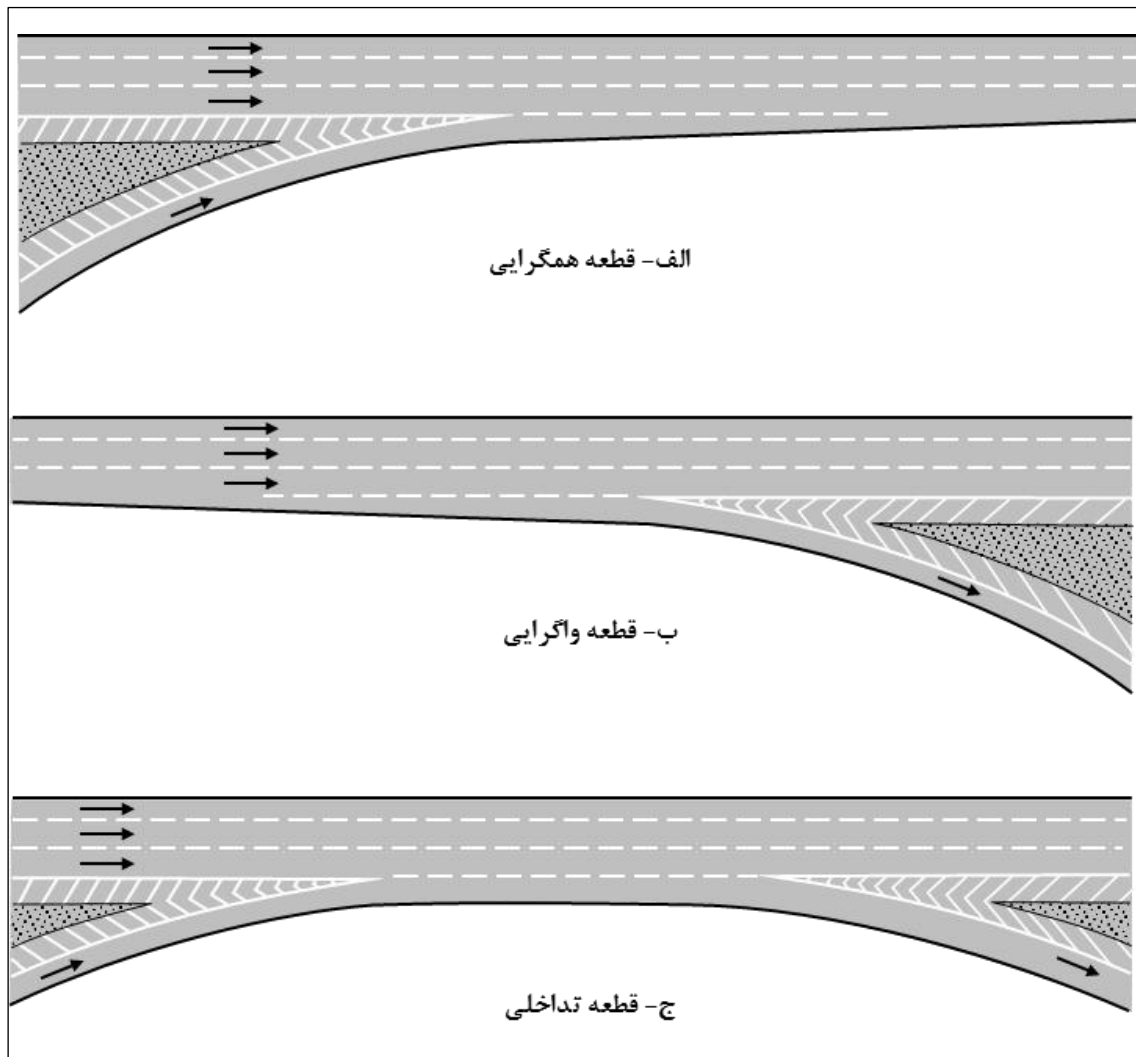 الف- قطعه همگرایی
ب- قطعه واگرایی
ج- قطعه تداخلی